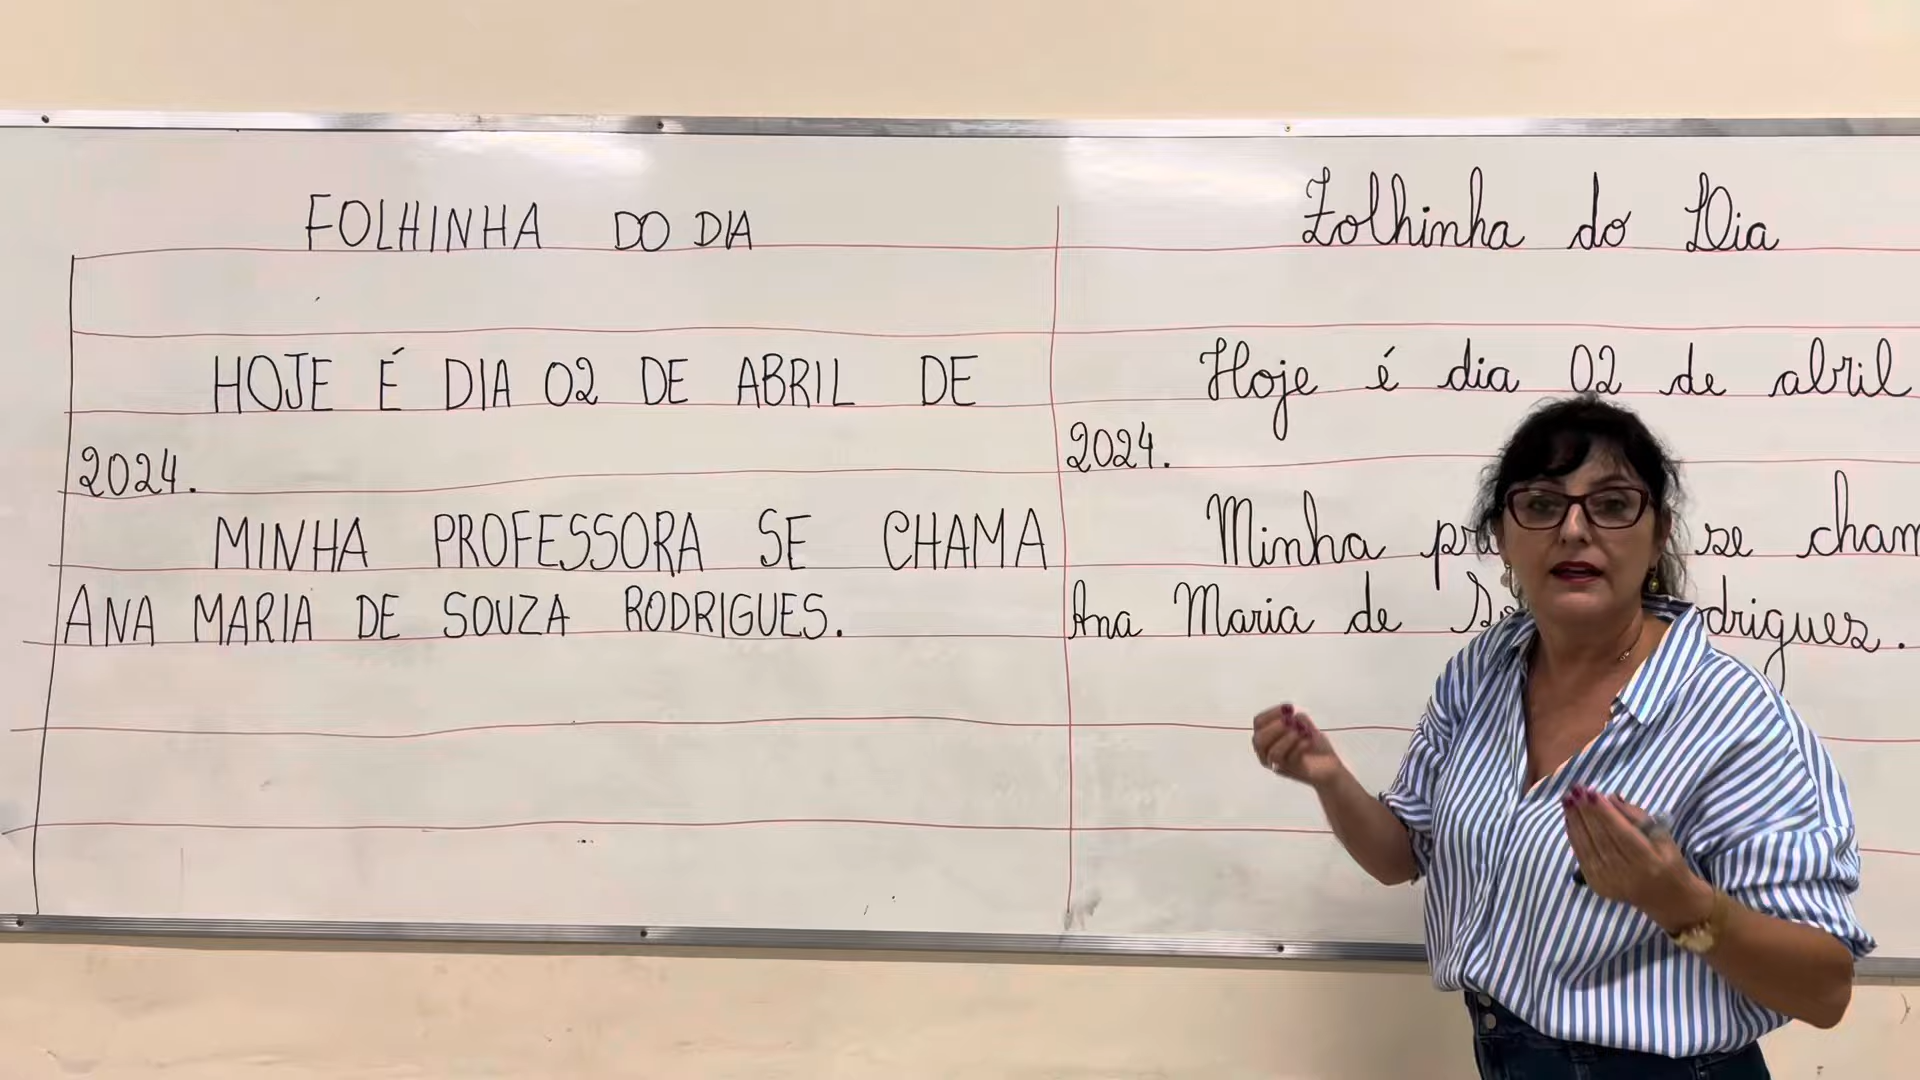 FOLHINHA DO DIA
HOJE É DIA 02 DE ABRIL DE
2024.
MINHA PROFESSORA SE CHAMA
ANA MARIA DE SOUZA RODRIGUES.
Folhinha do Dia
Hoje é dia 02 de abril
2024.
Minha se
Ana Maria de